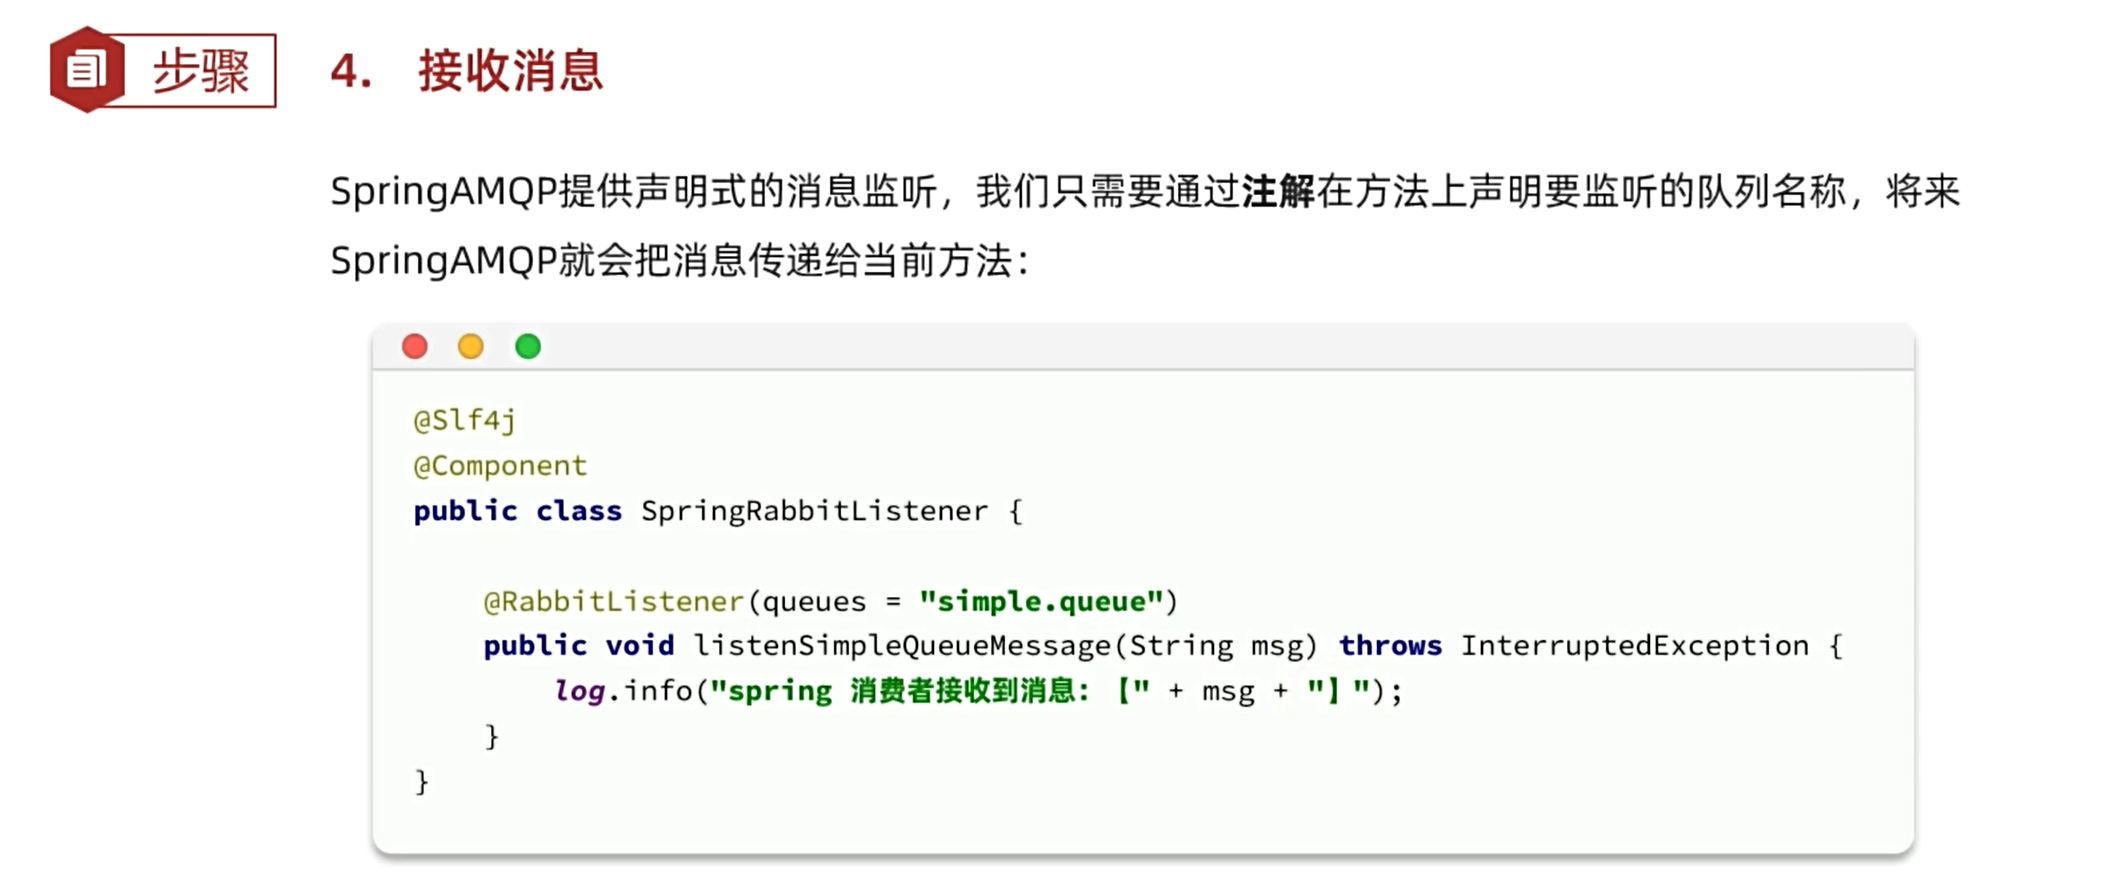 步骤
4. 接收消息
SpringAMQP提供声明式的消息监听，我们只需要通过注解在方法上声明要监听的队列名称，将来
SpringAMQP就会把消息传递给当前方法：
@Slf4j
@Component
public class SpringRabbitListener {
    @RabbitListener(queues = "simple.queue")
    public void listenSimpleQueueMessage(String msg) throws InterruptedException {
        log.info("spring 消费者接收到消息：【" + msg + "】");
    }
}